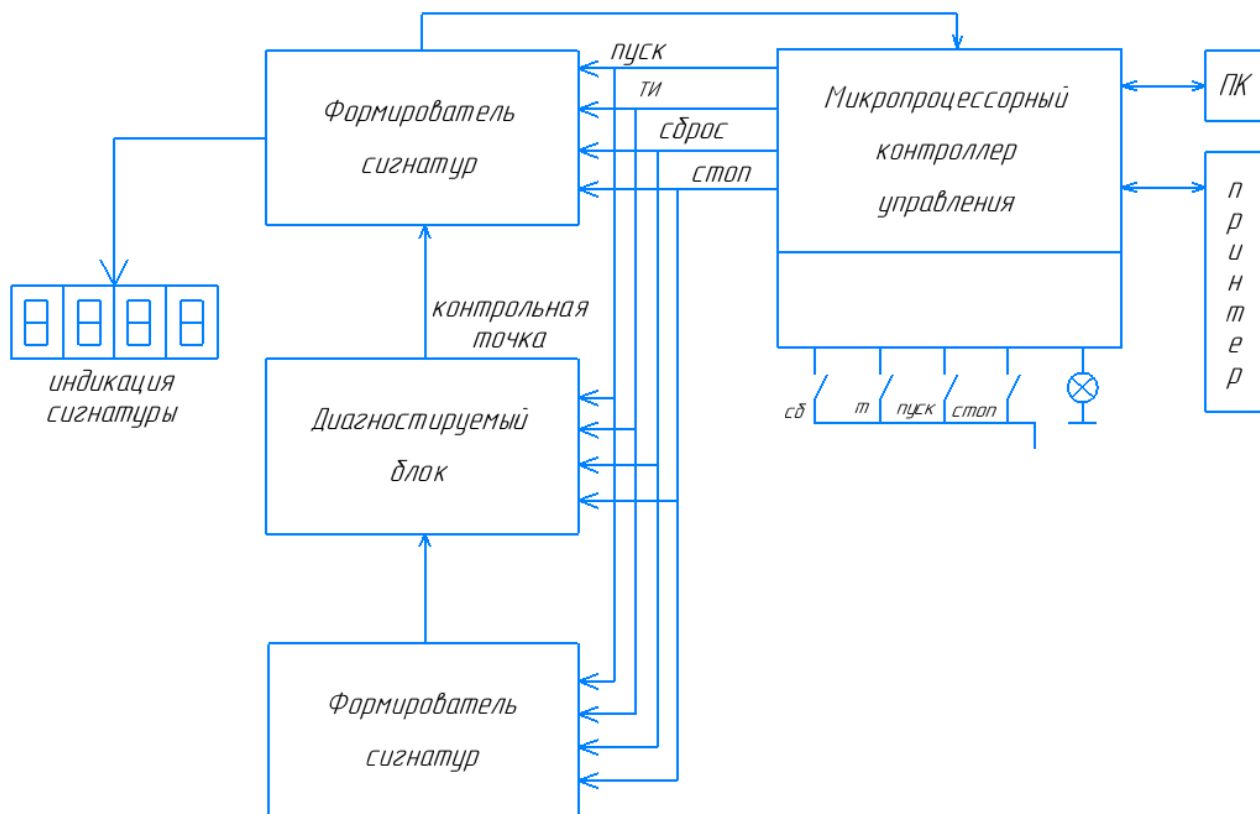 Формирователь
сигнатур
пуск
ТИ
сброс
стоп
Микропроцессорный
контроллер
управления
ПК
принтер
контрольная
точка
индикация
сигнатуры
Диагностируемый
блок
сб
т
пуск
стоп
Формирователь
сигнатур